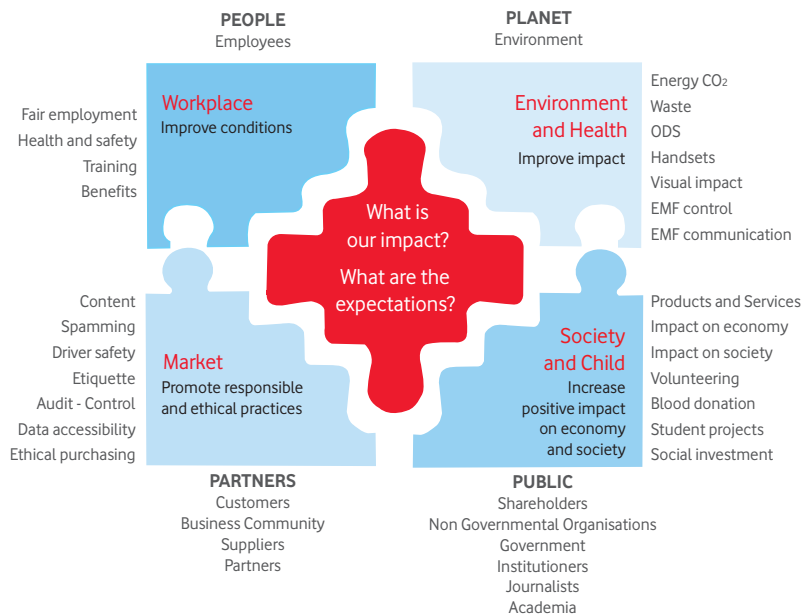 PEOPLE
Employees
Fair employment
Health and safety
Training
Benefits
Workplace
Improve conditions
PLANET
Environment
Environment
and Health
Improve impact
Energy CO₂
Waste
ODS
Handsets
Visual impact
EMF control
EMF communication
What is
our impact?
What are the
expectations?
Content
Spamming
Driver safety
Etiquette
Audit - Control
Data accessibility
Ethical purchasing
Market
Promote responsible
and ethical practices
PARTNERS
Customers
Business Community
Suppliers
Partners
Society
and Child
Increase
positive impact
on economy
and society
Products and Services
Impact on economy
Impact on society
Volunteering
Blood donation
Student projects
Social investment
PUBLIC
Shareholders
Non Governmental Organisations
Government
Institutioners
Journalists
Academia